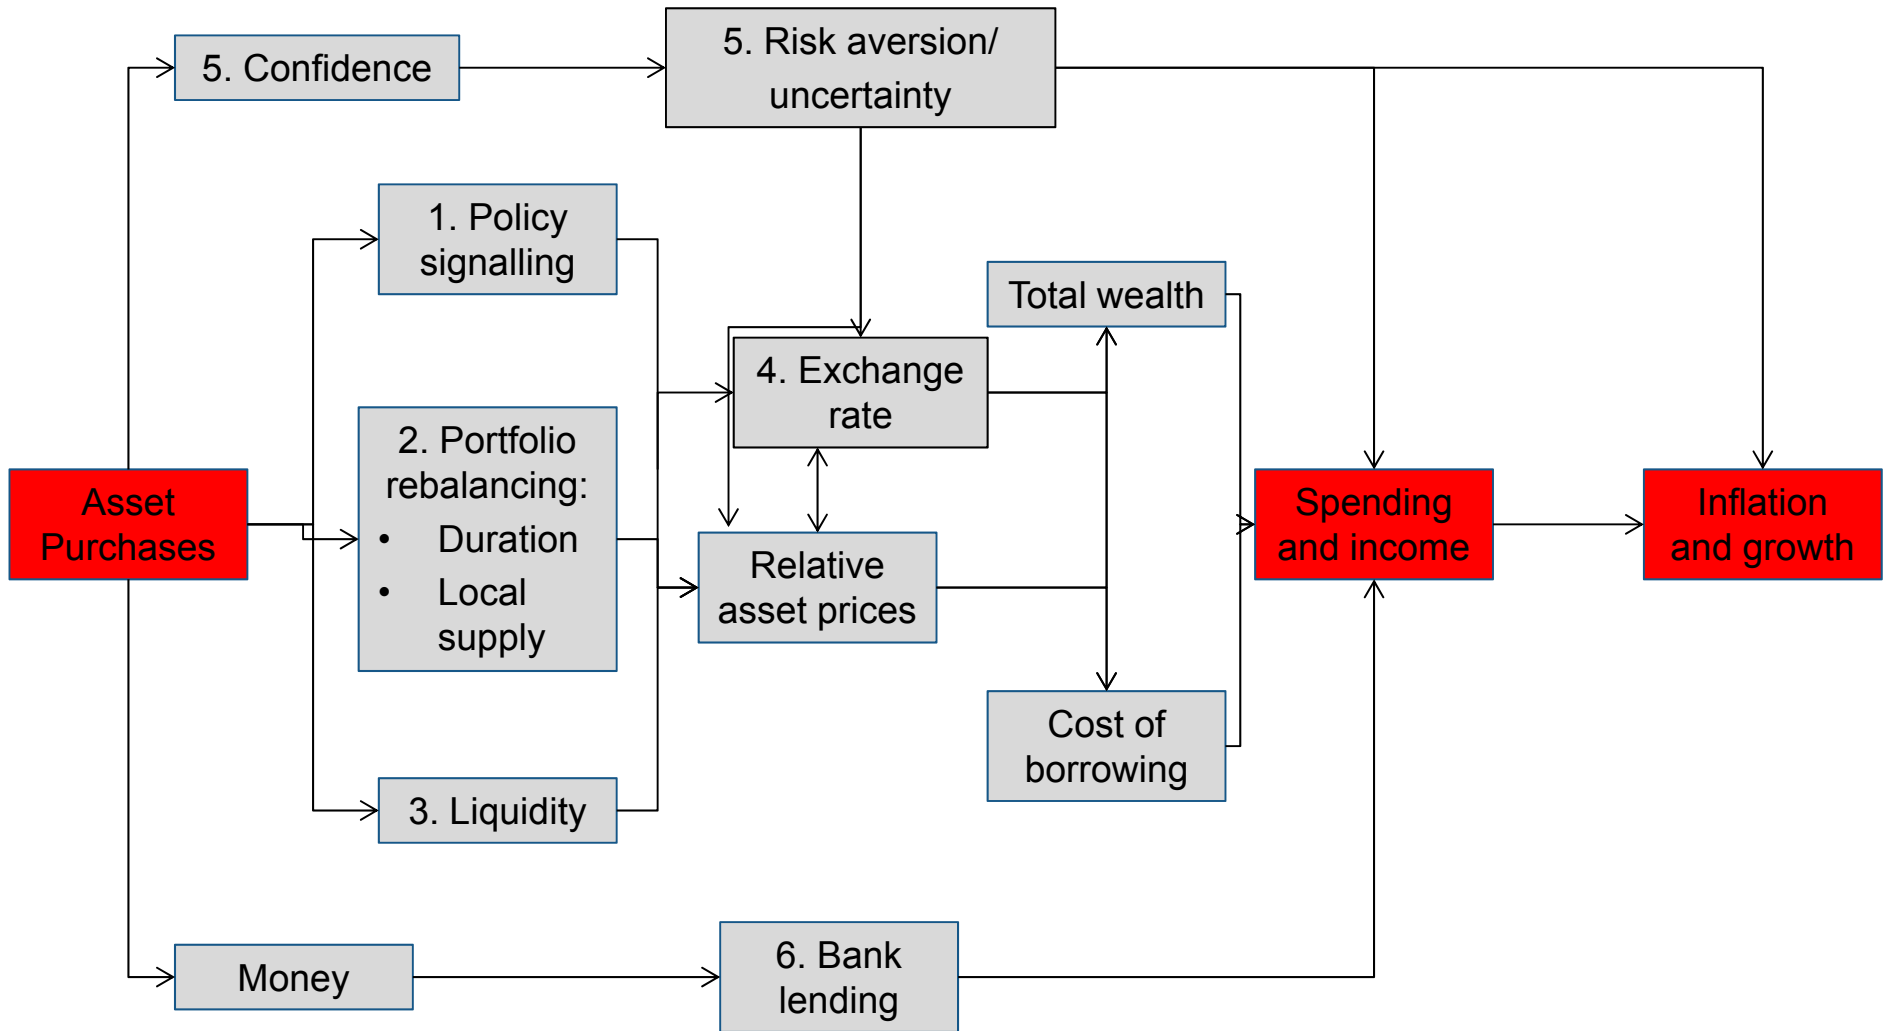 5. Confidence
5. Risk aversion/
uncertainty
1. Policy
signalling
Total wealth
4. Exchange
rate
2. Portfolio
rebalancing:
• Duration
• Local
supply
Asset
Purchases
Relative
asset prices
Spending
and income
Inflation
and growth
Cost of
borrowing
3. Liquidity
Money
6. Bank
lending